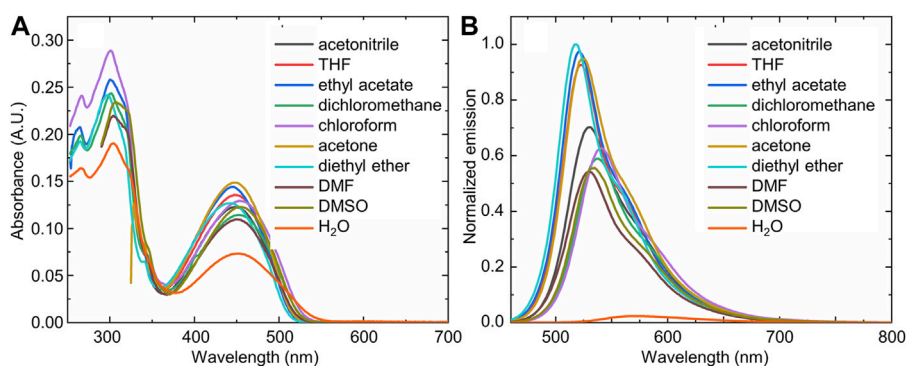 A
0.30
0.25
0.20
0.15
0.10
0.05
0.00
Absorbance (A.U.)
300
400
500
600
700
Wavelength (nm)
acetonitrile
THF
ethyl acetate
dichloromethane
chloroform
acetone
diethyl ether
DMF
DMSO
H₂O
B
1.0
0.8
0.6
0.4
0.2
0.0
Normalized emission
500
600
700
800
Wavelength (nm)
acetonitrile
THF
ethyl acetate
dichloromethane
chloroform
acetone
diethyl ether
DMF
DMSO
H₂O